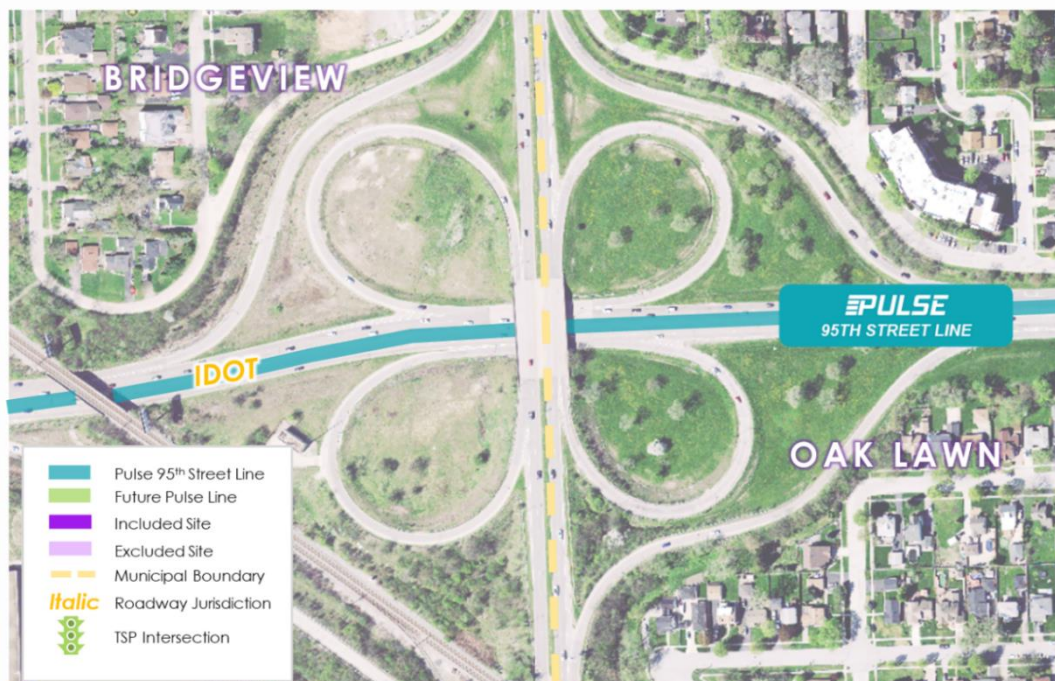 BRIDGEVIEW
PULSE
95TH STREET LINE
IDOT
OAK LAWN
Pulse 95th Street Line
Future Pulse Line
Included Site
Excluded Site
Municipal Boundary
Italic Roadway Jurisdiction
TSP Intersection